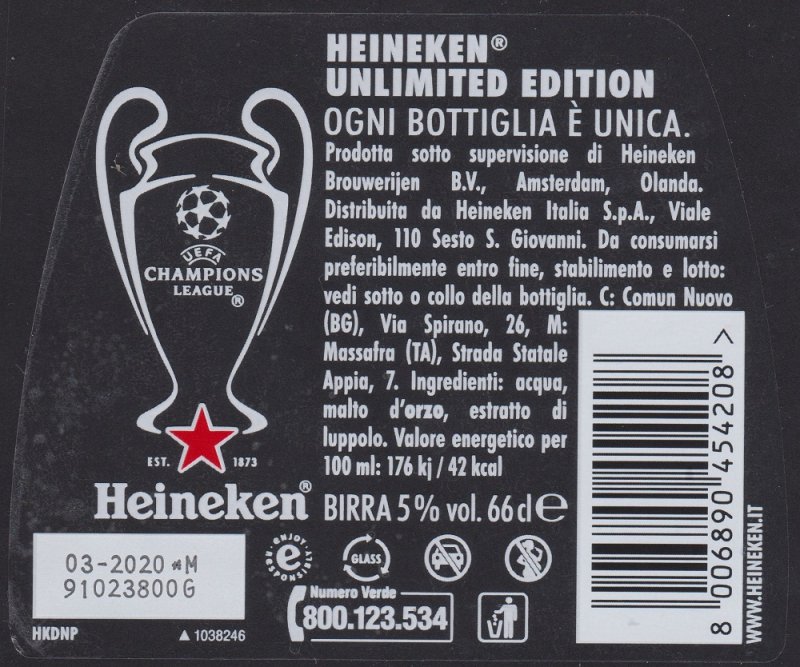 HEINEKEN®
UNLIMITED EDITION
OGNI BOTTIGLIA È UNICA.
Prodotta sotto supervisione di Heineken
Brouwerijen B.V., Amsterdam, Olanda.
Distribuita da Heineken Italia S.p.A., Viale
Edison, 110 Sesto S. Giovanni. Da consumarsi
preferibilmente entro fine, stabilimento e lotto:
vedi sotto o collo della bottiglia. C: Comun Nuovo
(BG), Via Spirano, 26, M:
Massafra (TA), Strada Statale
Appia, 7. Ingredienti: acqua,
malto d'orzo, estratto di
luppolo. Valore energetico per
100 ml: 176 kj / 42 kcal
BIRRA 5% vol. 66 cl e
UEFA
CHAMPIONS
LEAGUE®
EST. 1873
Heineken®
03-2020 *M
91023800G
HKDNP ▲ 1038246
ENJOY RESPONSIBLY
e
GLASS
Numero Verde
800.123.534
8 006890 454208 >
WWW.HEINEKEN.IT